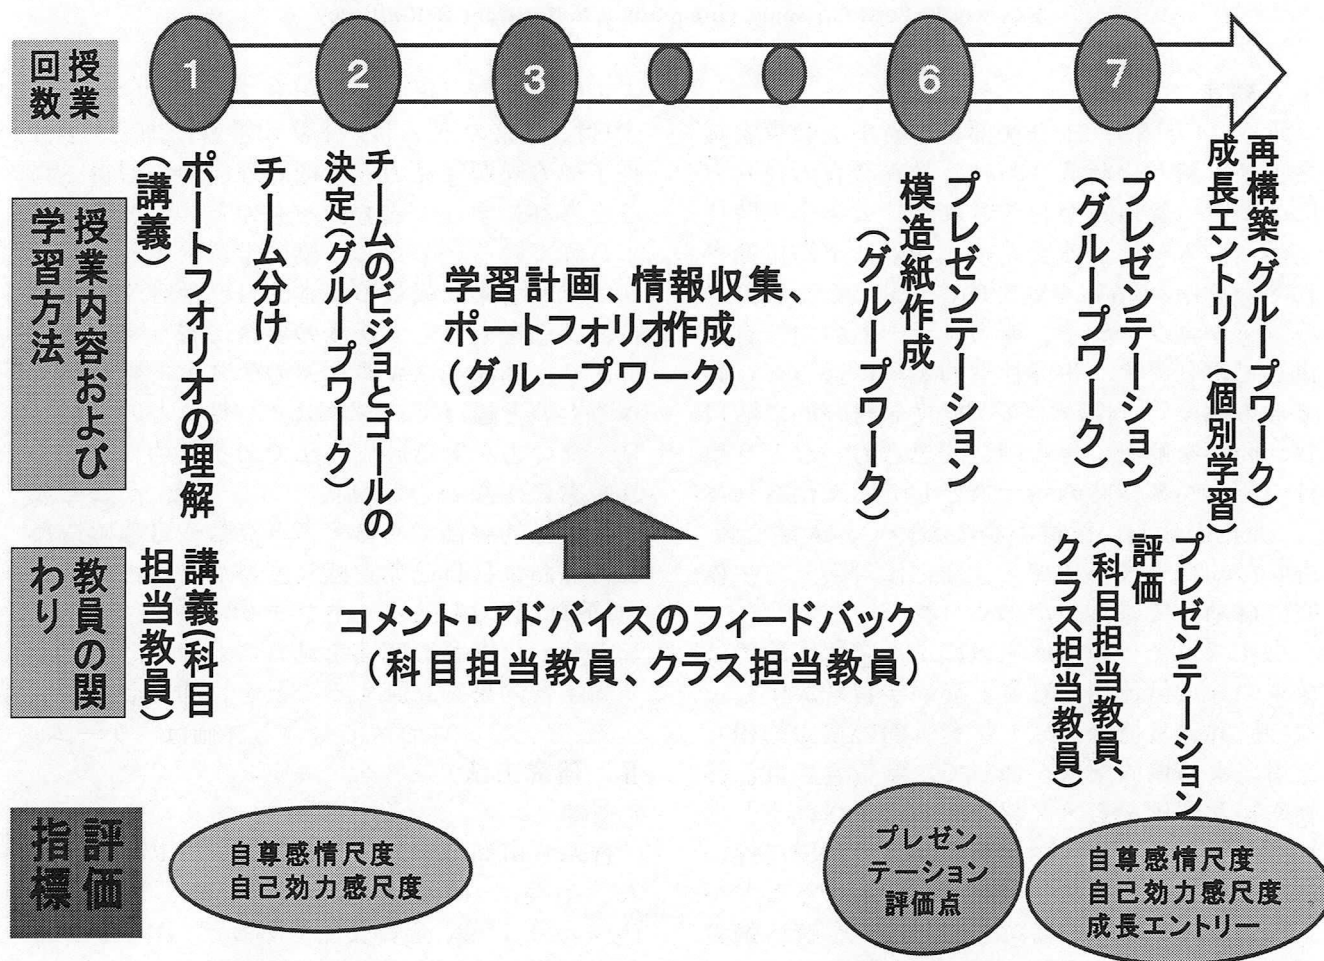 授業
回数
1
2
3
6
7
授業内容および
学習方法
ポートフォリオの理解
(講義)
チーム分け
チームのビジョンとゴールの
決定(グループワーク)
学習計画、情報収集、
ポートフォリオ作成
(グループワーク)
プレゼンテーション
模造紙作成
(グループワーク)
プレゼンテーション
(グループワーク)
再構築(グループワーク)
成長エントリー(個別学習)
教員の関
わり
講義(科目
担当教員)
コメント・アドバイスのフィードバック
(科目担当教員、クラス担当教員)
プレゼンテーション
評価
(科目担当教員、
クラス担当教員)
評価
指標
自尊感情尺度
自己効力感尺度
プレゼン
テーション
評価点
自尊感情尺度
自己効力感尺度
成長エントリー